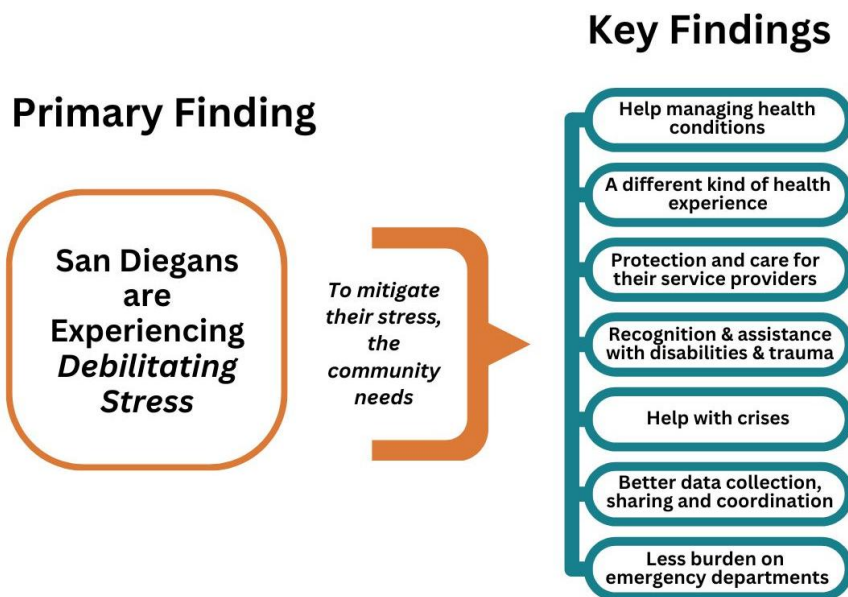 Primary Finding
San Diegans
are
Experiencing
Debilitating
Stress
To mitigate
their stress,
the
community
needs
Key Findings
Help managing health
conditions
A different kind of health
experience
Protection and care for
their service providers
Recognition & assistance
with disabilities & trauma
Help with crises
Better data collection,
sharing and coordination
Less burden on
emergency departments